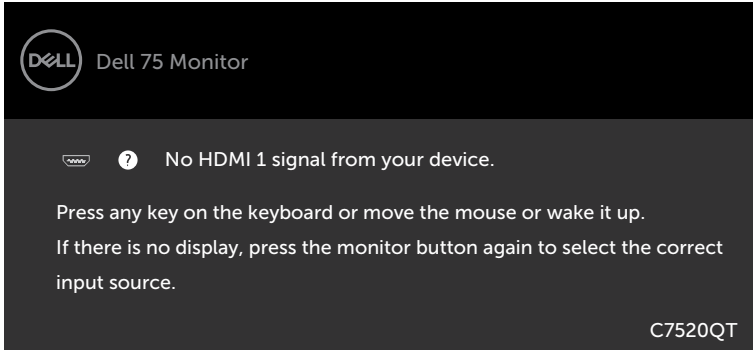 DELL
Dell 75 Monitor
? No HDMI 1 signal from your device.
Press any key on the keyboard or move the mouse or wake it up.
If there is no display, press the monitor button again to select the correct
input source.
C7520QT